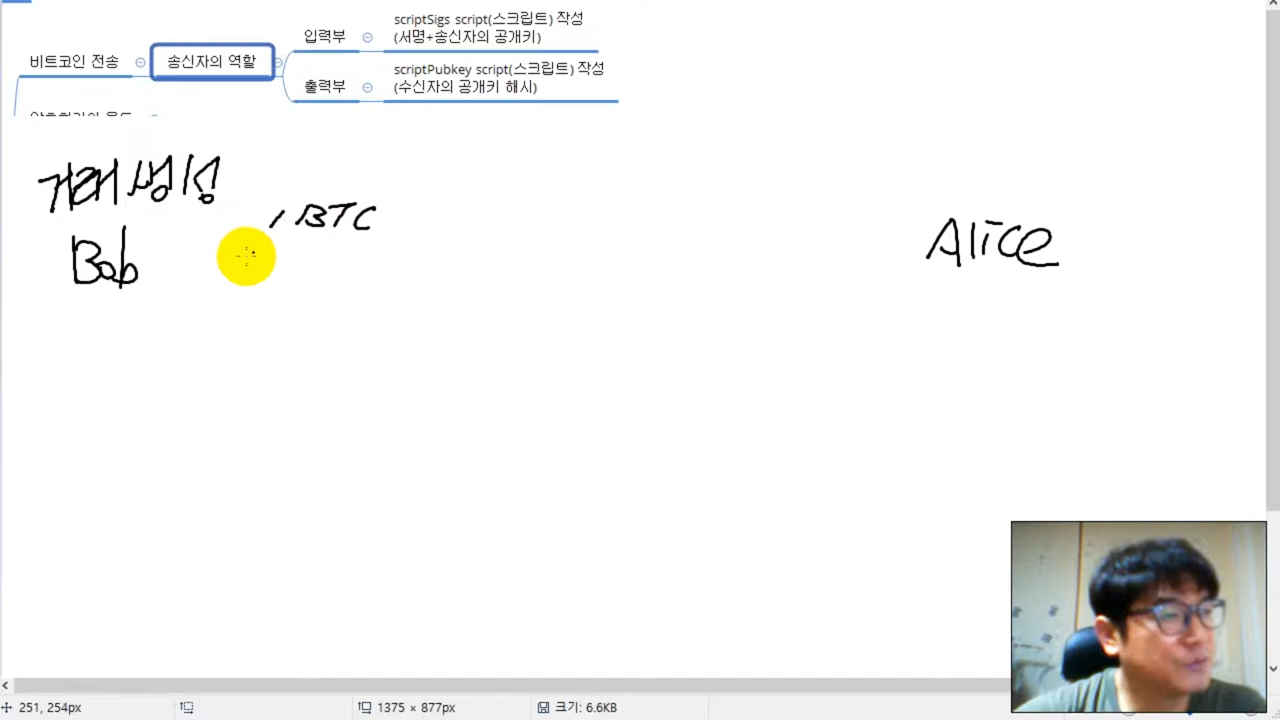 scriptSigs script(스크립트) 작성
입력부
(서명+송신자의 공개키)
비트코인 전송
송신자의 역할
scriptPubkey script(스크립트) 작성
출력부
(수신자의 공개키 해시)
거래 생성
1 BTC
Bob
Alice
251, 254px
1375 × 877px
크기: 6.6KB